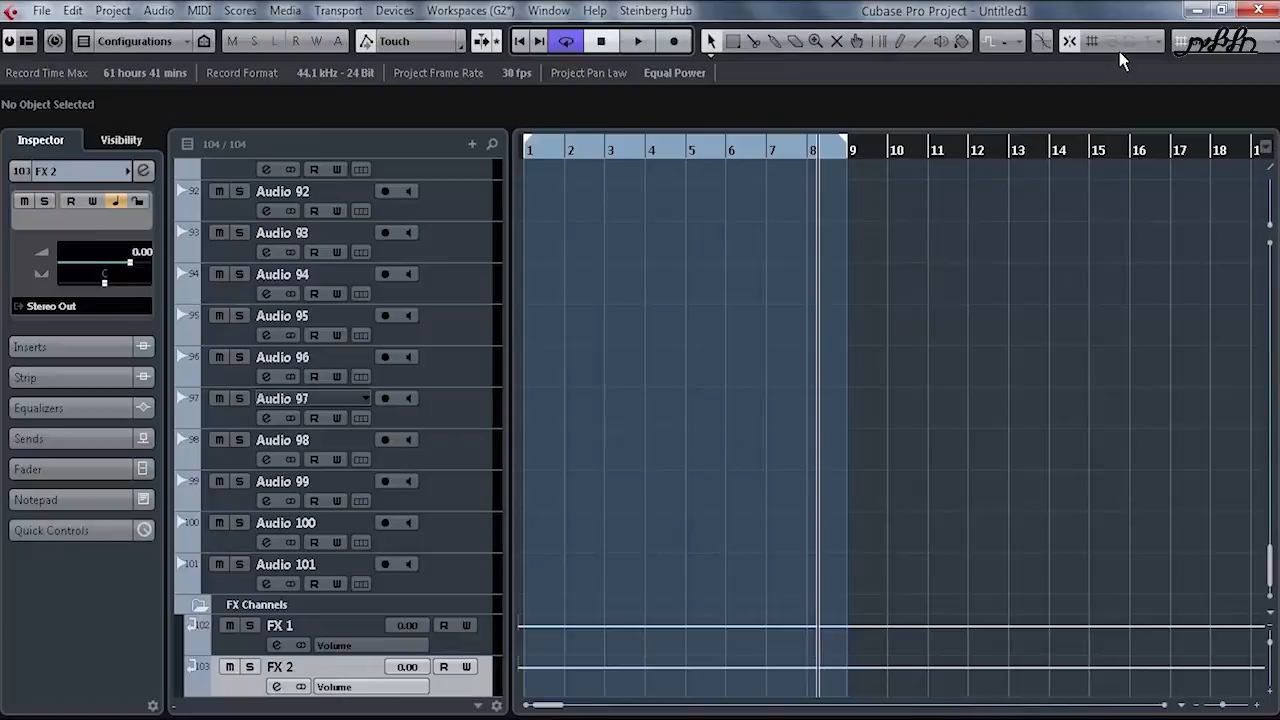 File Edit Project Audio MIDI Scores Media Transport Devices Workspaces (G2*) Window Help Steinberg Hub Cubase Pro Project - Untitled1
Configurations M S L R W A Touch
Record Time Max 61 hours 41 mins Record Format 44.1 kHz - 24 Bit Project Frame Rate 30 fps Project Pan Law Equal Power
No Object Selected
Inspector Visibility 104 / 104
1 2 3 4 5 6 7 8 9 10 11 12 13 14 15 16 17 18 1
103 FX 2
M S R W
0.00
C
Stereo Out
Inserts
Strip
Equalizers
Sends
Fader
Notepad
Quick Controls
e R W
92 M S Audio 92
e R W
93 M S Audio 93
e R W
94 M S Audio 94
e R W
95 M S Audio 95
e R W
96 M S Audio 96
e R W
97 M S Audio 97
e R W
98 M S Audio 98
e R W
99 M S Audio 99
e R W
100 M S Audio 100
e R W
101 M S Audio 101
e R W
FX Channels
102 M S FX 1 0.00 R W
e Volume
103 M S FX 2 0.00 R W
e Volume